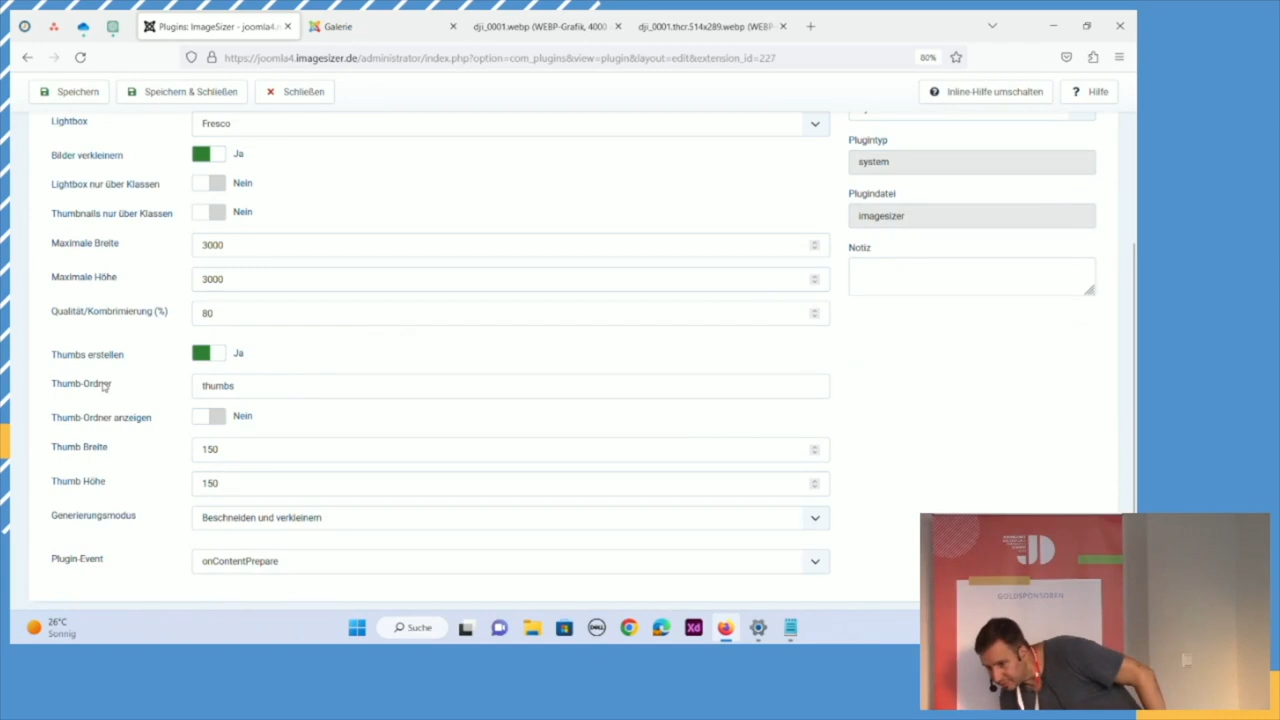 Plugins: ImageSizer - joomla4.
Galerie
dji_0001.webp (WEBP-Grafik, 4000
dji_0001.thcr.514x289.webp (WEBP-
https://joomla4.imagesizer.de/administrator/index.php?option=com_plugins&view=plugin&layout=edit&extension_id=227
80%
Speichern
Speichern & Schließen
Schließen
Inline-Hilfe umschalten
? Hilfe
Lightbox
Fresco
Plugintyp
system
Bilder verkleinern
Ja
Lightbox nur über Klassen
Nein
Plugindatei
imagesizer
Thumbnails nur über Klassen
Nein
Maximale Breite
3000
Notiz
Maximale Höhe
3000
Qualität/Kombrimierung (%)
80
Thumbs erstellen
Ja
Thumb-Ordner
thumbs
Thumb-Ordner anzeigen
Nein
Thumb Breite
150
Thumb Höhe
150
Generierungsmodus
Beschneiden und verkleinern
Plugin-Event
onContentPrepare
26°C
Sonnig
Suche
DELL
Xd
JD
GOLDSPONSOREN